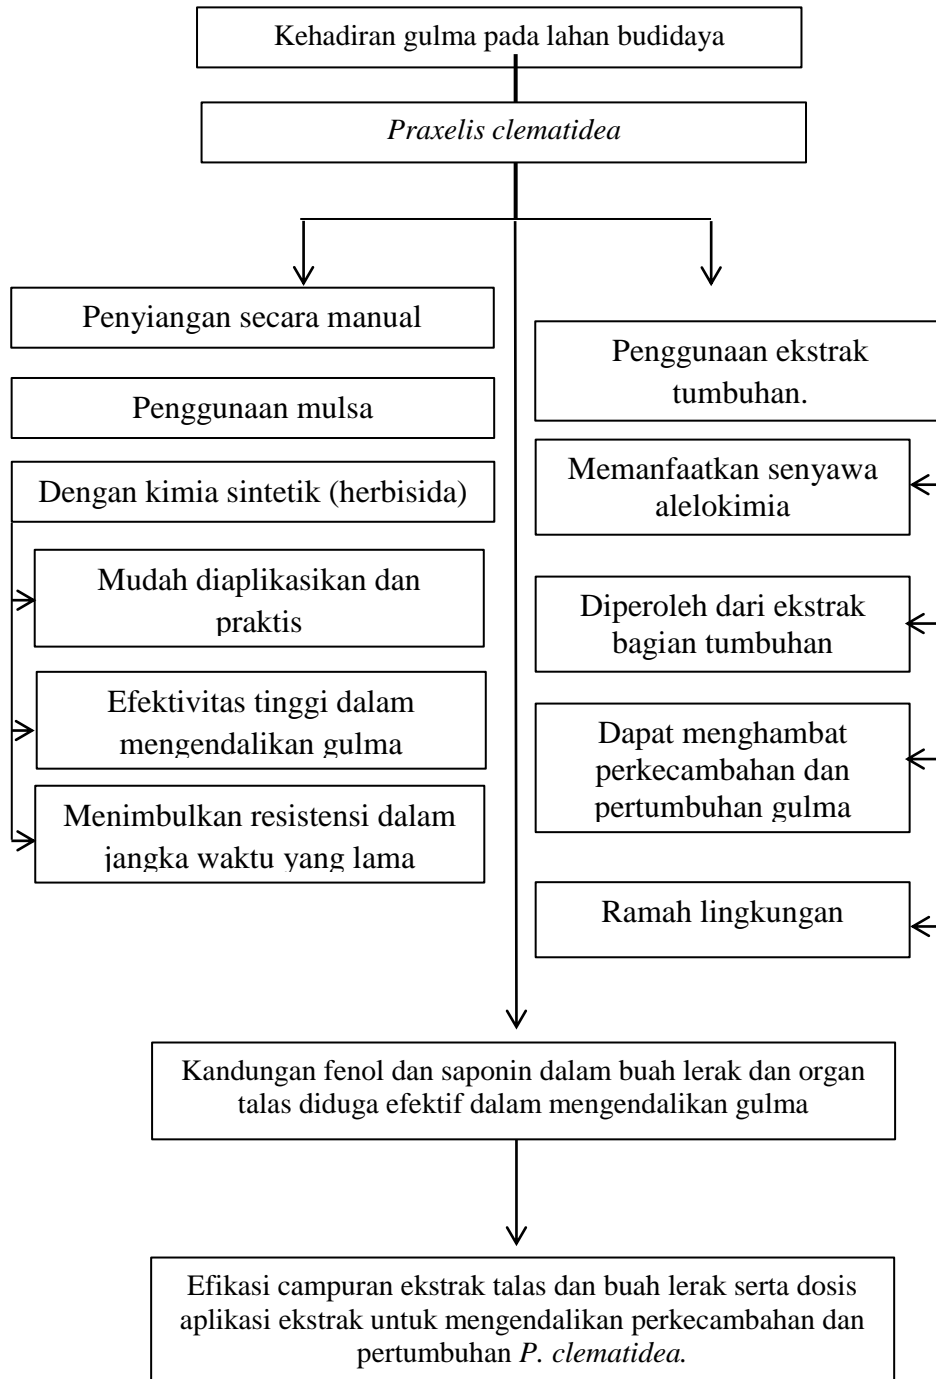 Kehadiran gulma pada lahan budidaya
Praxelis clematidea
Penyiangan secara manual
Penggunaan mulsa
Dengan kimia sintetik (herbisida)
Mudah diaplikasikan dan
praktis
Efektivitas tinggi dalam
mengendalikan gulma
Menimbulkan resistensi dalam
jangka waktu yang lama
Penggunaan ekstrak
tumbuhan.
Memanfaatkan senyawa
alelokimia
Diperoleh dari ekstrak
bagian tumbuhan
Dapat menghambat
perkecambahan dan
pertumbuhan gulma
Ramah lingkungan
Kandungan fenol dan saponin dalam buah lerak dan organ
talas diduga efektif dalam mengendalikan gulma
Efikasi campuran ekstrak talas dan buah lerak serta dosis
aplikasi ekstrak untuk mengendalikan perkecambahan dan
pertumbuhan P. clematidea.